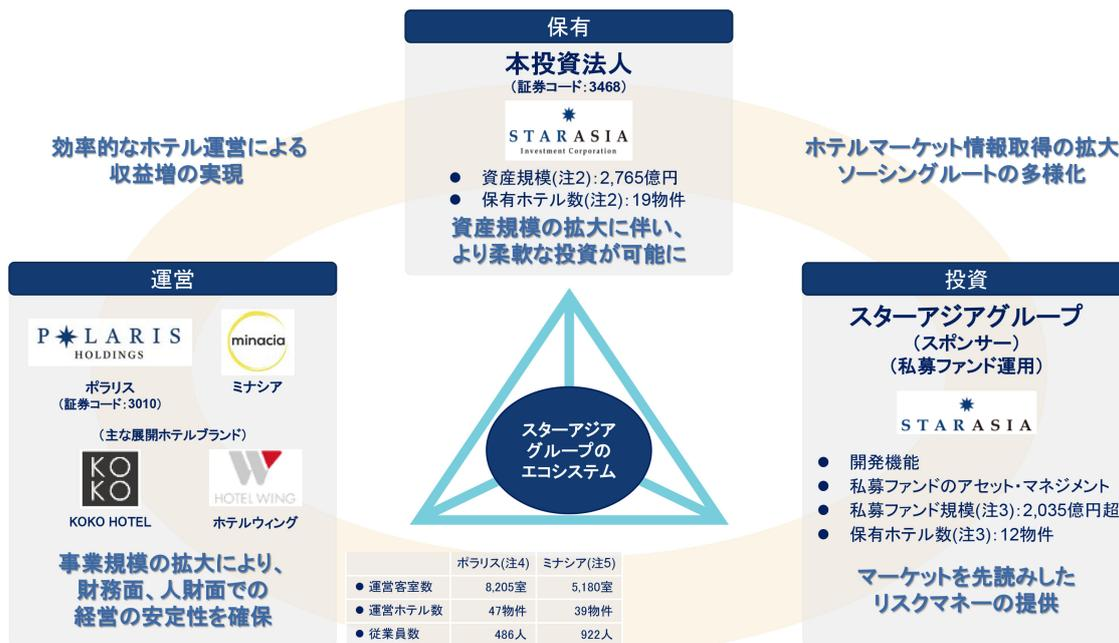 保有
本投資法人
(証券コード:3468)
STARASIA
Investment Corporation
● 資産規模(注2):2,765億円
● 保有ホテル数(注2):19物件
資産規模の拡大に伴い、
より柔軟な投資が可能に
効率的なホテル運営による
収益増の実現
ホテルマーケット情報取得の拡大
ソーシングルートの多様化
運営
POLARIS
HOLDINGS
minacia
ポラリス
(証券コード:3010)
ミナシア
(主な展開ホテルブランド)
KO
KO
HOTEL WING
KOKO HOTEL
ホテルウィング
事業規模の拡大により、
財務面、人財面での
経営の安定性を確保
スターアジア
グループの
エコシステム
投資
スターアジアグループ
(スポンサー)
(私募ファンド運用)
STARASIA
● 開発機能
● 私募ファンドのアセット・マネジメント
● 私募ファンド規模(注3):2,035億円超
● 保有ホテル数(注3):12物件
マーケットを先読みした
リスクマネーの提供
ポラリス(注4) ミナシア(注5)
● 運営客室数 8,205室 5,180室
● 運営ホテル数 47物件 39物件
● 従業員数 486人 922人